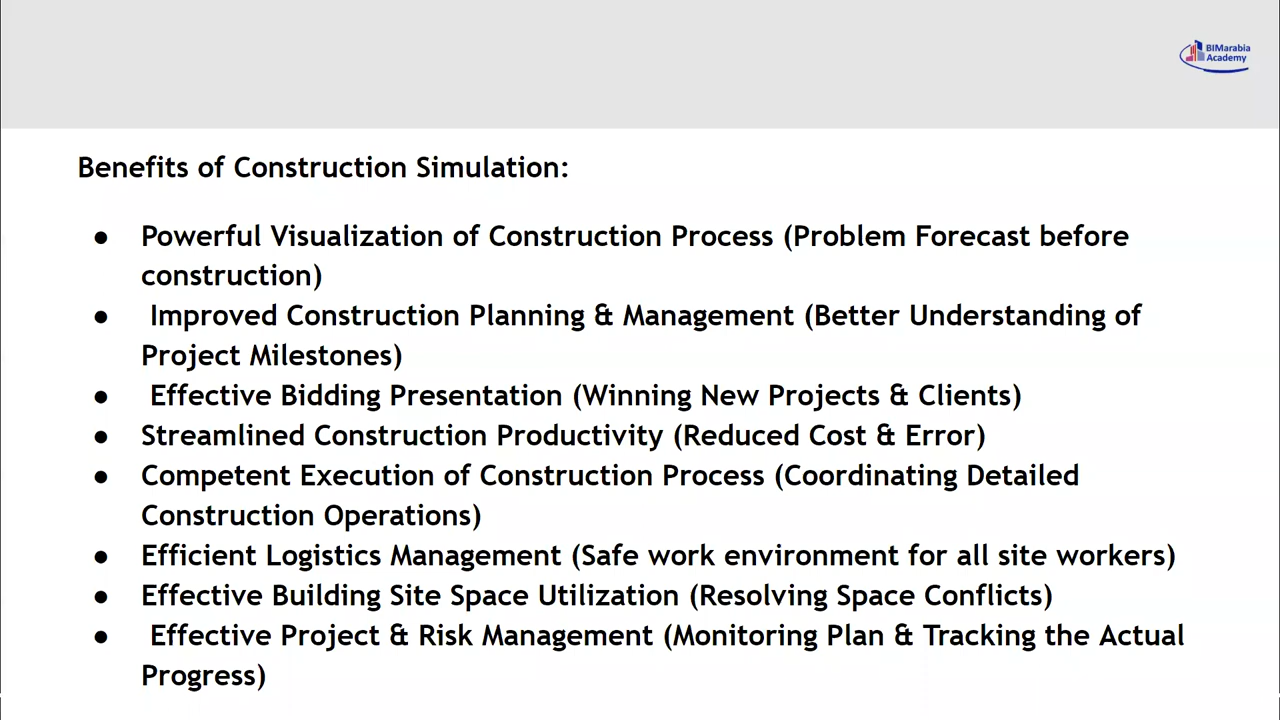 BIMarabia
Academy
Benefits of Construction Simulation:
● Powerful Visualization of Construction Process (Problem Forecast before
construction)
● Improved Construction Planning & Management (Better Understanding of
Project Milestones)
● Effective Bidding Presentation (Winning New Projects & Clients)
● Streamlined Construction Productivity (Reduced Cost & Error)
● Competent Execution of Construction Process (Coordinating Detailed
Construction Operations)
● Efficient Logistics Management (Safe work environment for all site workers)
● Effective Building Site Space Utilization (Resolving Space Conflicts)
● Effective Project & Risk Management (Monitoring Plan & Tracking the Actual
Progress)